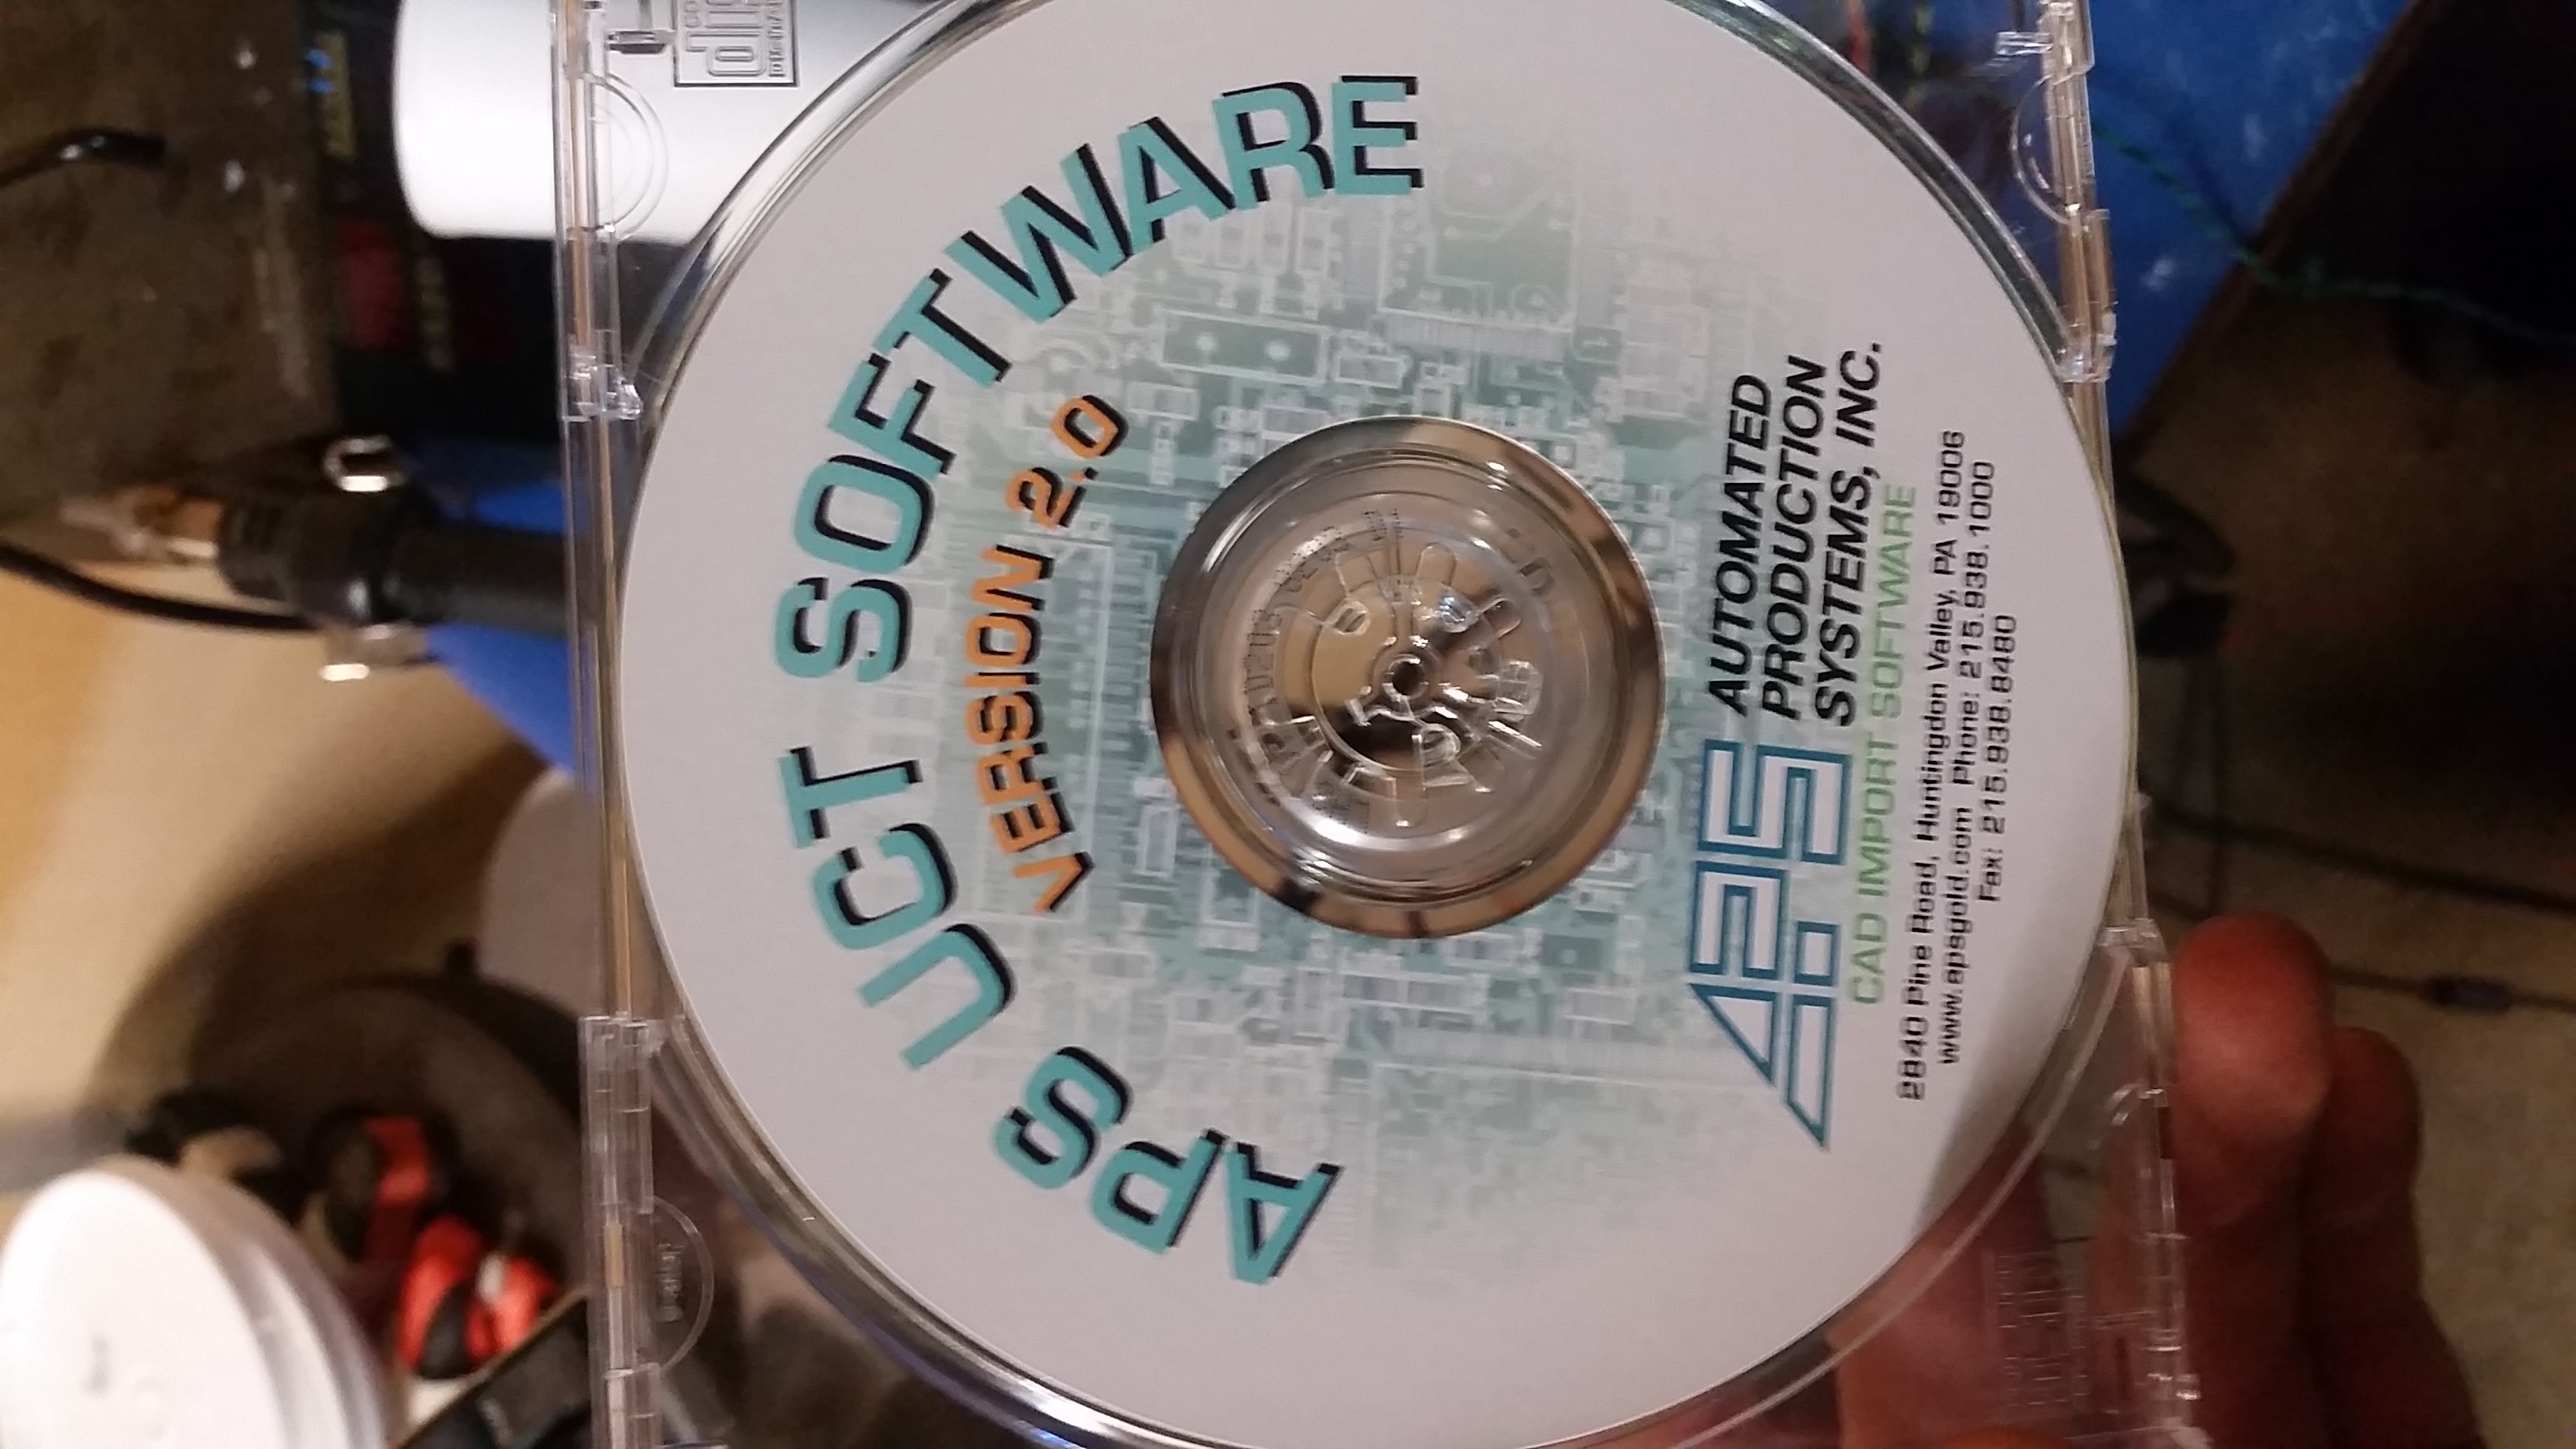 APS UCT SOFTWARE
VERSION 2.0
APS
AUTOMATED
PRODUCTION
SYSTEMS, INC.
CAD IMPORT SOFTWARE
2840 Pine Road, Huntingdon Valley, PA 19006
www.apsgold.com Phone: 215.938.1000
Fax: 215.938.8480